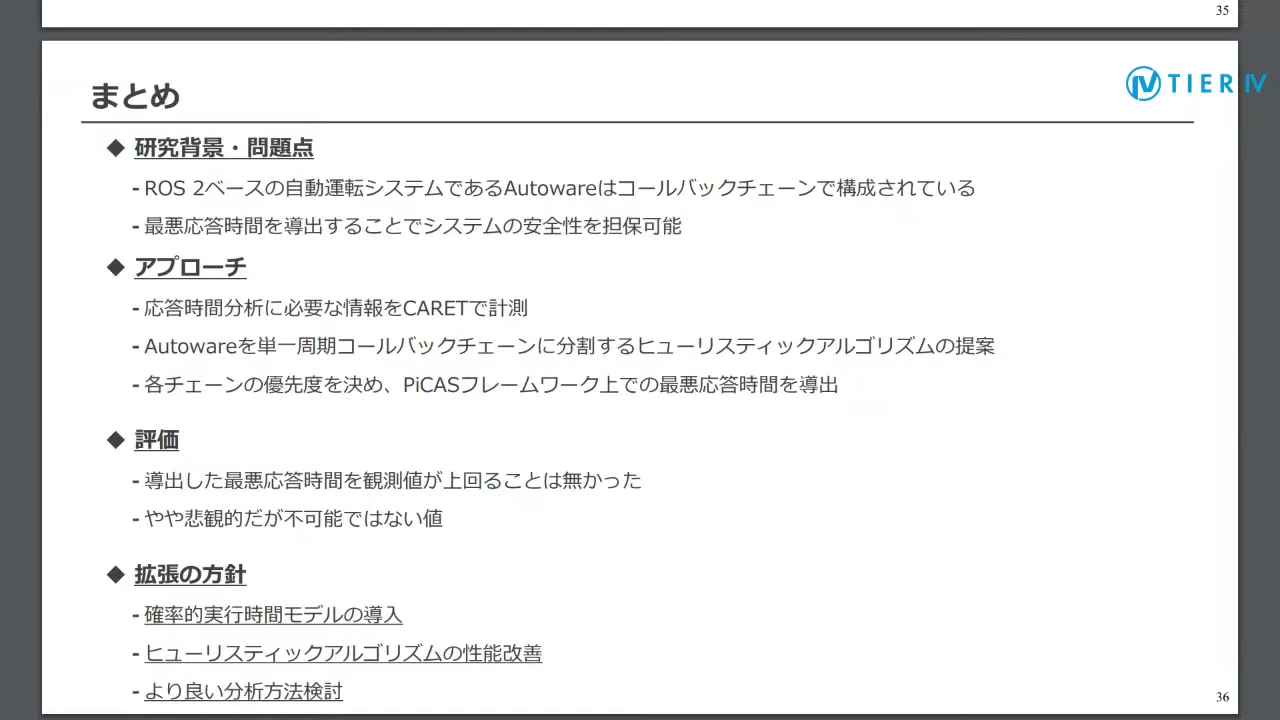 35
まとめ
TIER IV
◆ 研究背景・問題点
- ROS 2ベースの自動運転システムであるAutowareはコールバックチェーンで構成されている
- 最悪応答時間を導出することでシステムの安全性を担保可能
◆ アプローチ
- 応答時間分析に必要な情報をCARETで計測
- Autowareを単一周期コールバックチェーンに分割するヒューリスティックアルゴリズムの提案
- 各チェーンの優先度を決め、PiCASフレームワーク上での最悪応答時間を導出
◆ 評価
- 導出した最悪応答時間を観測値が上回ることは無かった
- やや悲観的だが不可能ではない値
◆ 拡張の方針
- 確率的実行時間モデルの導入
- ヒューリスティックアルゴリズムの性能改善
- より良い分析方法検討
36